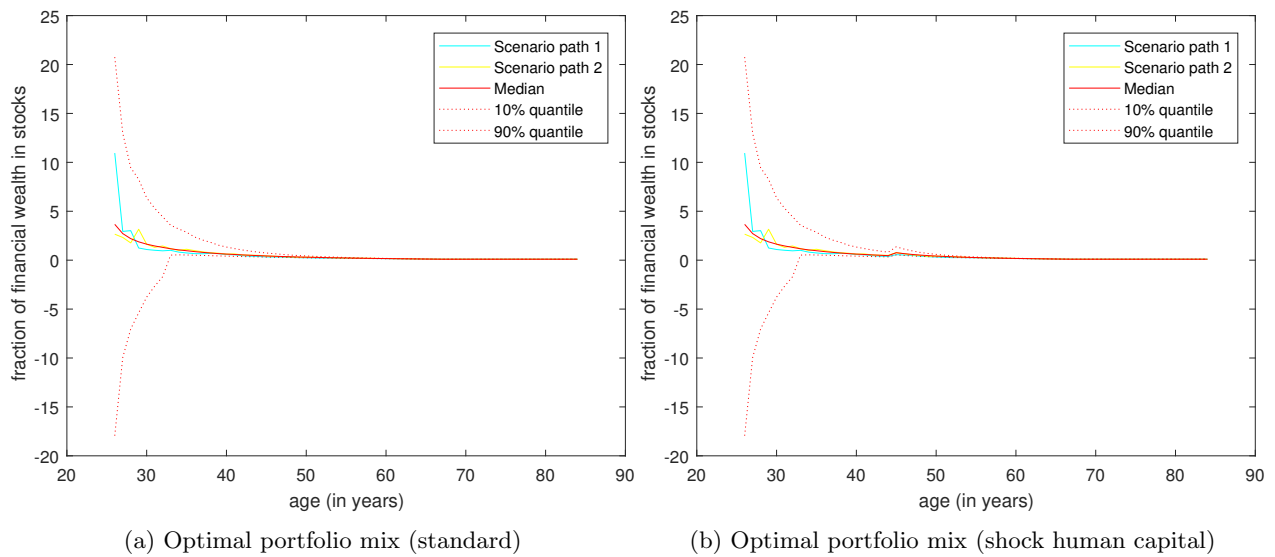 25
20
15
10
5
0
-5
-10
-15
-20
20
30
40
50
60
70
80
90
fraction of financial wealth in stocks
age (in years)
Scenario path 1
Scenario path 2
Median
10% quantile
90% quantile
(a) Optimal portfolio mix (standard)
25
20
15
10
5
0
-5
-10
-15
-20
20
30
40
50
60
70
80
90
fraction of financial wealth in stocks
age (in years)
Scenario path 1
Scenario path 2
Median
10% quantile
90% quantile
(b) Optimal portfolio mix (shock human capital)